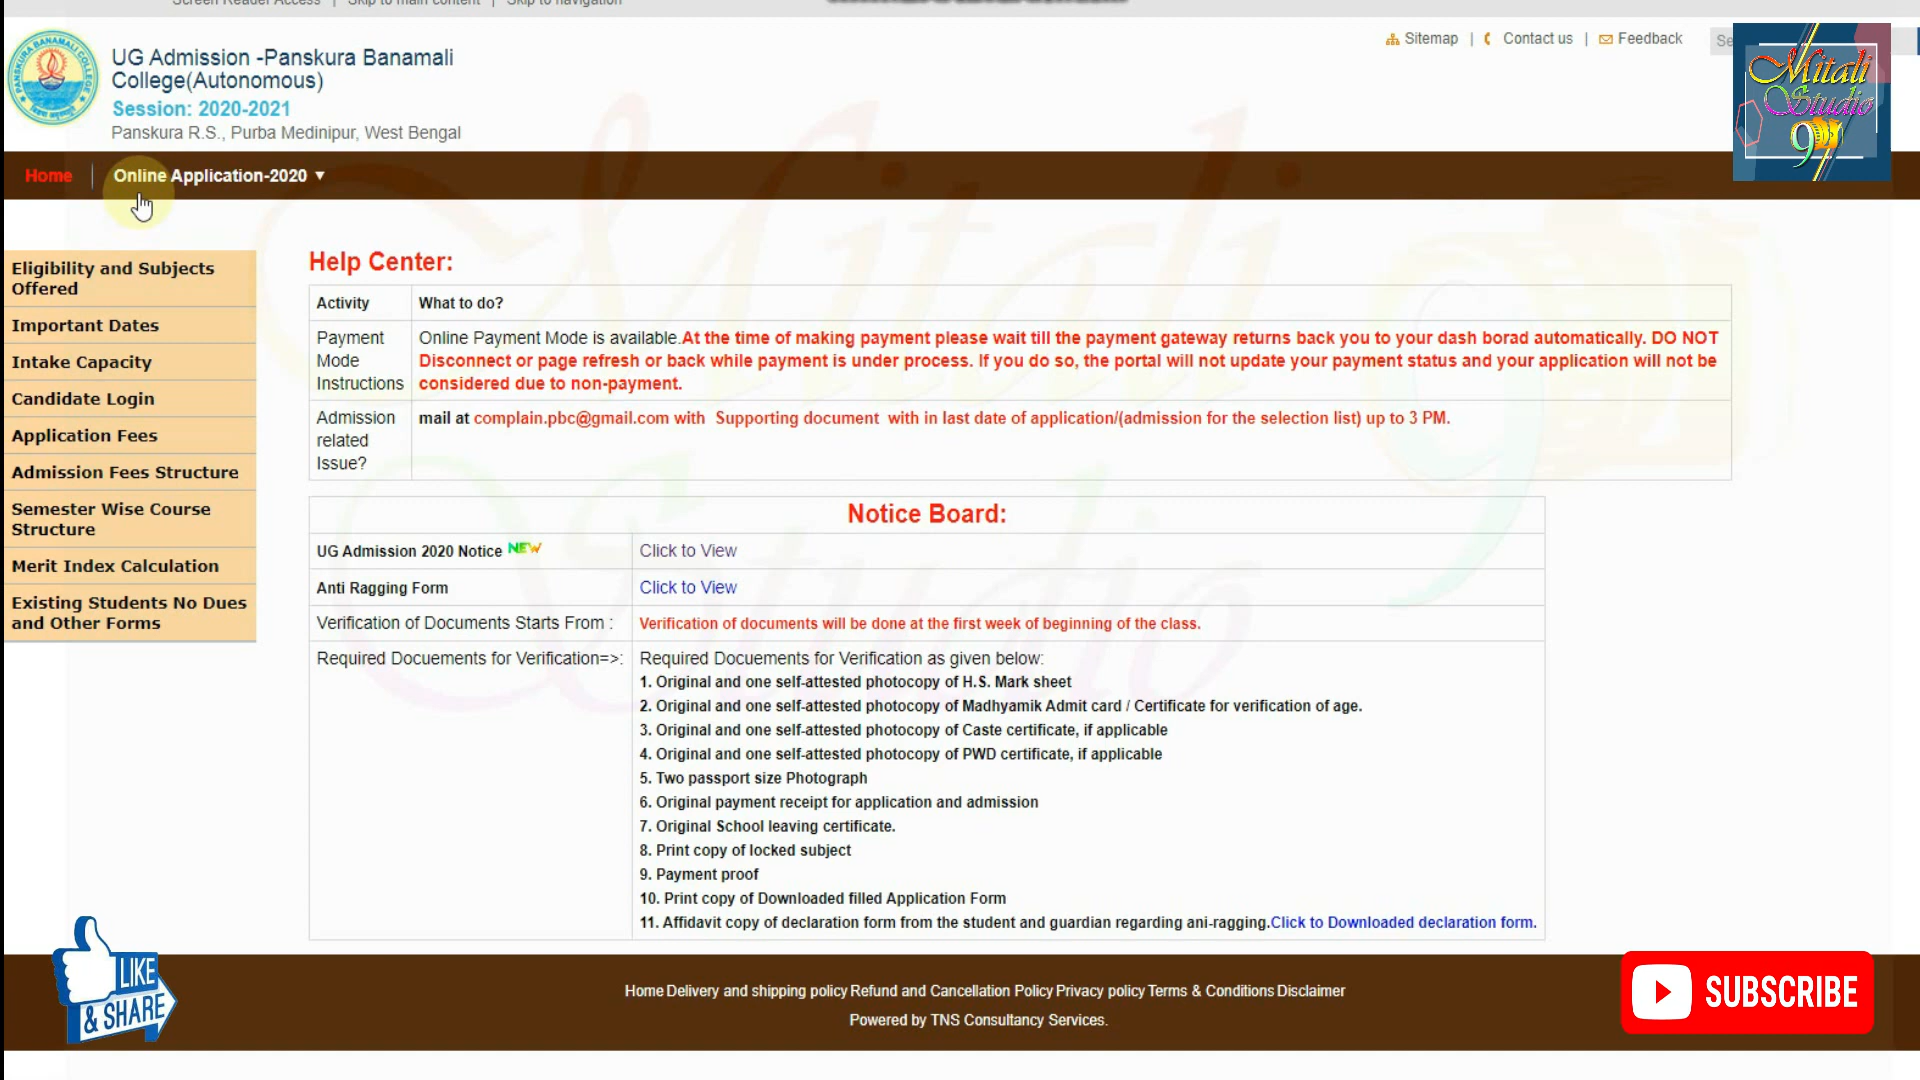 Screen Reader Access | Skip to main content | Skip to navigation
Sitemap | Contact us | Feedback
UG Admission -Panskura Banamali
College(Autonomous)
Session: 2020-2021
Panskura R.S., Purba Medinipur, West Bengal
Mitali
Studio
9
Home
Online Application-2020 ▼
Eligibility and Subjects
Offered
Important Dates
Intake Capacity
Candidate Login
Application Fees
Admission Fees Structure
Semester Wise Course
Structure
Merit Index Calculation
Existing Students No Dues
and Other Forms
Help Center:
Activity What to do?
Payment
Mode
Instructions
Online Payment Mode is available.At the time of making payment please wait till the payment gateway returns back you to your dash borad automatically. DO NOT
Disconnect or page refresh or back while payment is under process. If you do so, the portal will not update your payment status and your application will not be
considered due to non-payment.
Admission
related
Issue?
mail at complain.pbc@gmail.com with Supporting document with in last date of application/(admission for the selection list) up to 3 PM.
Notice Board:
UG Admission 2020 Notice NEW Click to View
Anti Ragging Form Click to View
Verification of Documents Starts From : Verification of documents will be done at the first week of beginning of the class.
Required Docuements for Verification=>: Required Docuements for Verification as given below:
1. Original and one self-attested photocopy of H.S. Mark sheet
2. Original and one self-attested photocopy of Madhyamik Admit card / Certificate for verification of age.
3. Original and one self-attested photocopy of Caste certificate, if applicable
4. Original and one self-attested photocopy of PWD certificate, if applicable
5. Two passport size Photograph
6. Original payment receipt for application and admission
7. Original School leaving certificate.
8. Print copy of locked subject
9. Payment proof
10. Print copy of Downloaded filled Application Form
11. Affidavit copy of declaration form from the student and guardian regarding ani-ragging.Click to Downloaded declaration form.
LIKE
& SHARE
Home Delivery and shipping policy Refund and Cancellation Policy Privacy policy Terms & Conditions Disclaimer
Powered by TNS Consultancy Services.
SUBSCRIBE
Mitali
Studio
9